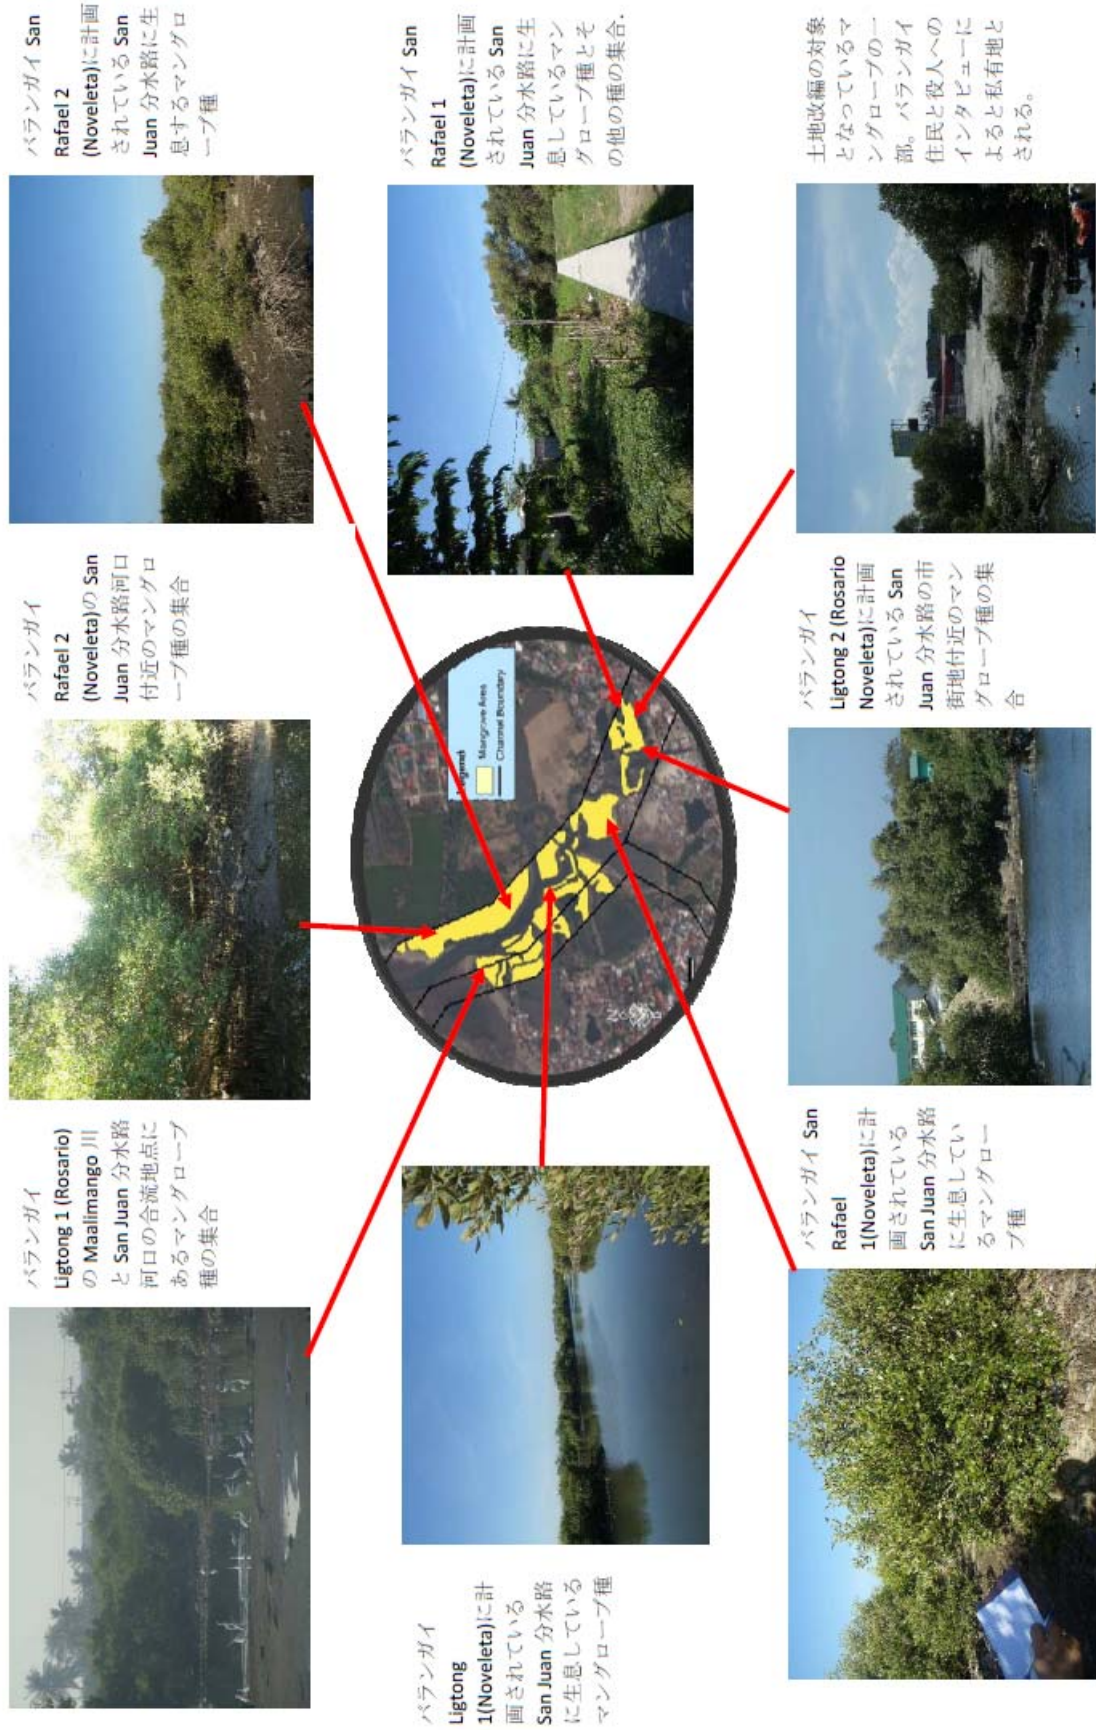 バランガイ
Ligtong 1 (Rosario)
の Maalimango 川
と San Juan 分水路
河口の合流地点に
あるマングローブ
種の集合
バランガイ
Rafael 2
(Noveleta)の San
Juan 分水路河口
付近のマングロ
ーブ種の集合
バランガイ San
Rafael 2
(Noveleta)に計画
されている San
Juan 分水路に生
息するマングロ
ーブ種
バランガイ
Ligtong
1(Noveleta)に計
画されている
San Juan 分水路
に生息している
マングローブ種
Legend
Mangrove Area
Channel Boundary
N
バランガイ San
Rafael 1
(Noveleta)に計画
されている San
Juan 分水路に生
息しているマン
グローブ種とそ
の他の種の集合.
バランガイ San
Rafael
1(Noveleta)に計
画されている
San Juan 分水路
に生息してい
るマングロー
ブ種
バランガイ
Ligtong 2 (Rosario
Noveleta)に計画
されている San
Juan 分水路の市
街地付近のマン
グローブ種の集
合
土地改編の対象
となっているマ
ングローブの一
部。バランガイ
住民と役人への
インタビューに
よると私有地と
される。